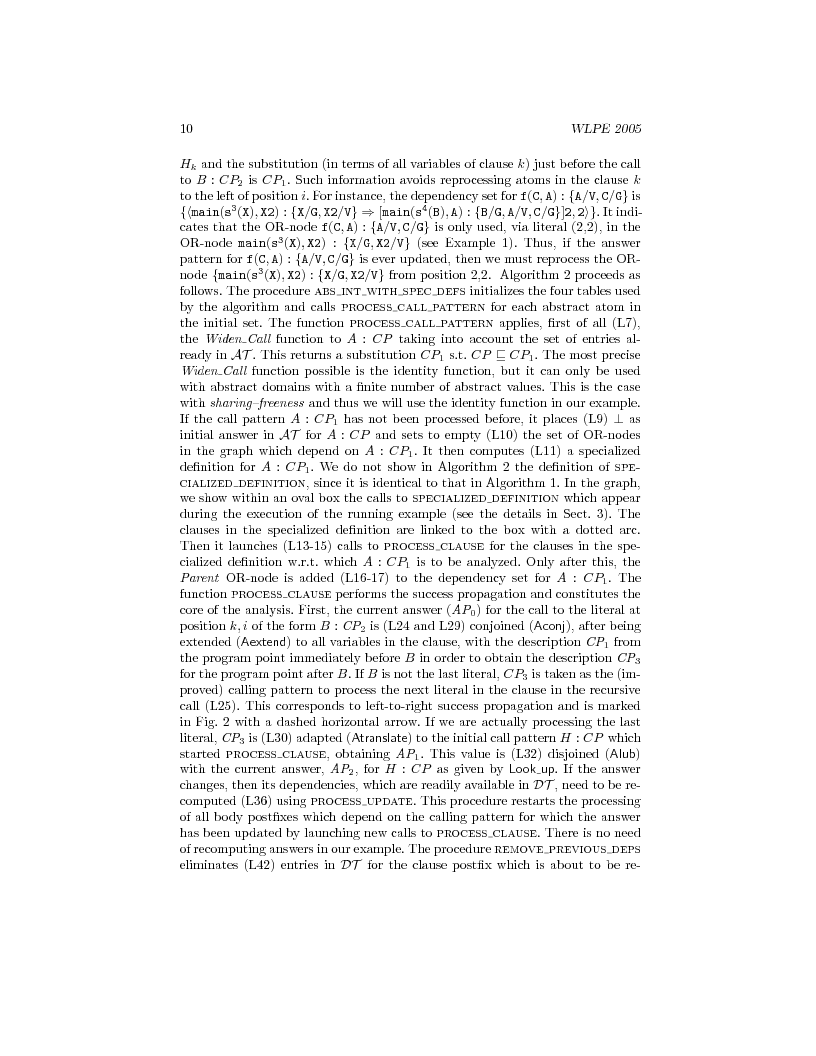 10 WLPE 2005
H_k and the substitution (in terms of all variables of clause k) just before the call
to B : CP_2 is CP_1. Such information avoids reprocessing atoms in the clause k
to the left of position i. For instance, the dependency set for f(C, A) : {A/V, C/G} is
{⟨main(s^3(X), X2) : {X/G, X2/V} ⇒ [main(s^4(B), A) : {B/G, A/V, C/G}]2, 2⟩}. It indi-
cates that the OR-node f(C, A) : {A/V, C/G} is only used, via literal (2,2), in the
OR-node main(s^3(X), X2) : {X/G, X2/V} (see Example 1). Thus, if the answer
pattern for f(C, A) : {A/V, C/G} is ever updated, then we must reprocess the OR-
node {main(s^3(X), X2) : {X/G, X2/V} from position 2,2. Algorithm 2 proceeds as
follows. The procedure ABS_INT_WITH_SPEC_DEFS initializes the four tables used
by the algorithm and calls PROCESS_CALL_PATTERN for each abstract atom in
the initial set. The function PROCESS_CALL_PATTERN applies, first of all (L7),
the Widen_Call function to A : CP taking into account the set of entries al-
ready in 𝒜𝒯. This returns a substitution CP_1 s.t. CP ⊑ CP_1. The most precise
Widen_Call function possible is the identity function, but it can only be used
with abstract domains with a finite number of abstract values. This is the case
with sharing–freeness and thus we will use the identity function in our example.
If the call pattern A : CP_1 has not been processed before, it places (L9) ⊥ as
initial answer in 𝒜𝒯 for A : CP and sets to empty (L10) the set of OR-nodes
in the graph which depend on A : CP_1. It then computes (L11) a specialized
definition for A : CP_1. We do not show in Algorithm 2 the definition of SPE-
CIALIZED_DEFINITION, since it is identical to that in Algorithm 1. In the graph,
we show within an oval box the calls to SPECIALIZED_DEFINITION which appear
during the execution of the running example (see the details in Sect. 3). The
clauses in the specialized definition are linked to the box with a dotted arc.
Then it launches (L13-15) calls to PROCESS_CLAUSE for the clauses in the spe-
cialized definition w.r.t. which A : CP_1 is to be analyzed. Only after this, the
Parent OR-node is added (L16-17) to the dependency set for A : CP_1. The
function PROCESS_CLAUSE performs the success propagation and constitutes the
core of the analysis. First, the current answer (AP_0) for the call to the literal at
position k, i of the form B : CP_2 is (L24 and L29) conjoined (Aconj), after being
extended (Aextend) to all variables in the clause, with the description CP_1 from
the program point immediately before B in order to obtain the description CP_3
for the program point after B. If B is not the last literal, CP_3 is taken as the (im-
proved) calling pattern to process the next literal in the clause in the recursive
call (L25). This corresponds to left-to-right success propagation and is marked
in Fig. 2 with a dashed horizontal arrow. If we are actually processing the last
literal, CP_3 is (L30) adapted (Atranslate) to the initial call pattern H : CP which
started PROCESS_CLAUSE, obtaining AP_1. This value is (L32) disjoined (Alub)
with the current answer, AP_2, for H : CP as given by Look_up. If the answer
changes, then its dependencies, which are readily available in 𝒟𝒯, need to be re-
computed (L36) using PROCESS_UPDATE. This procedure restarts the processing
of all body postfixes which depend on the calling pattern for which the answer
has been updated by launching new calls to PROCESS_CLAUSE. There is no need
of recomputing answers in our example. The procedure REMOVE_PREVIOUS_DEPS
eliminates (L42) entries in 𝒟𝒯 for the clause postfix which is about to be re-